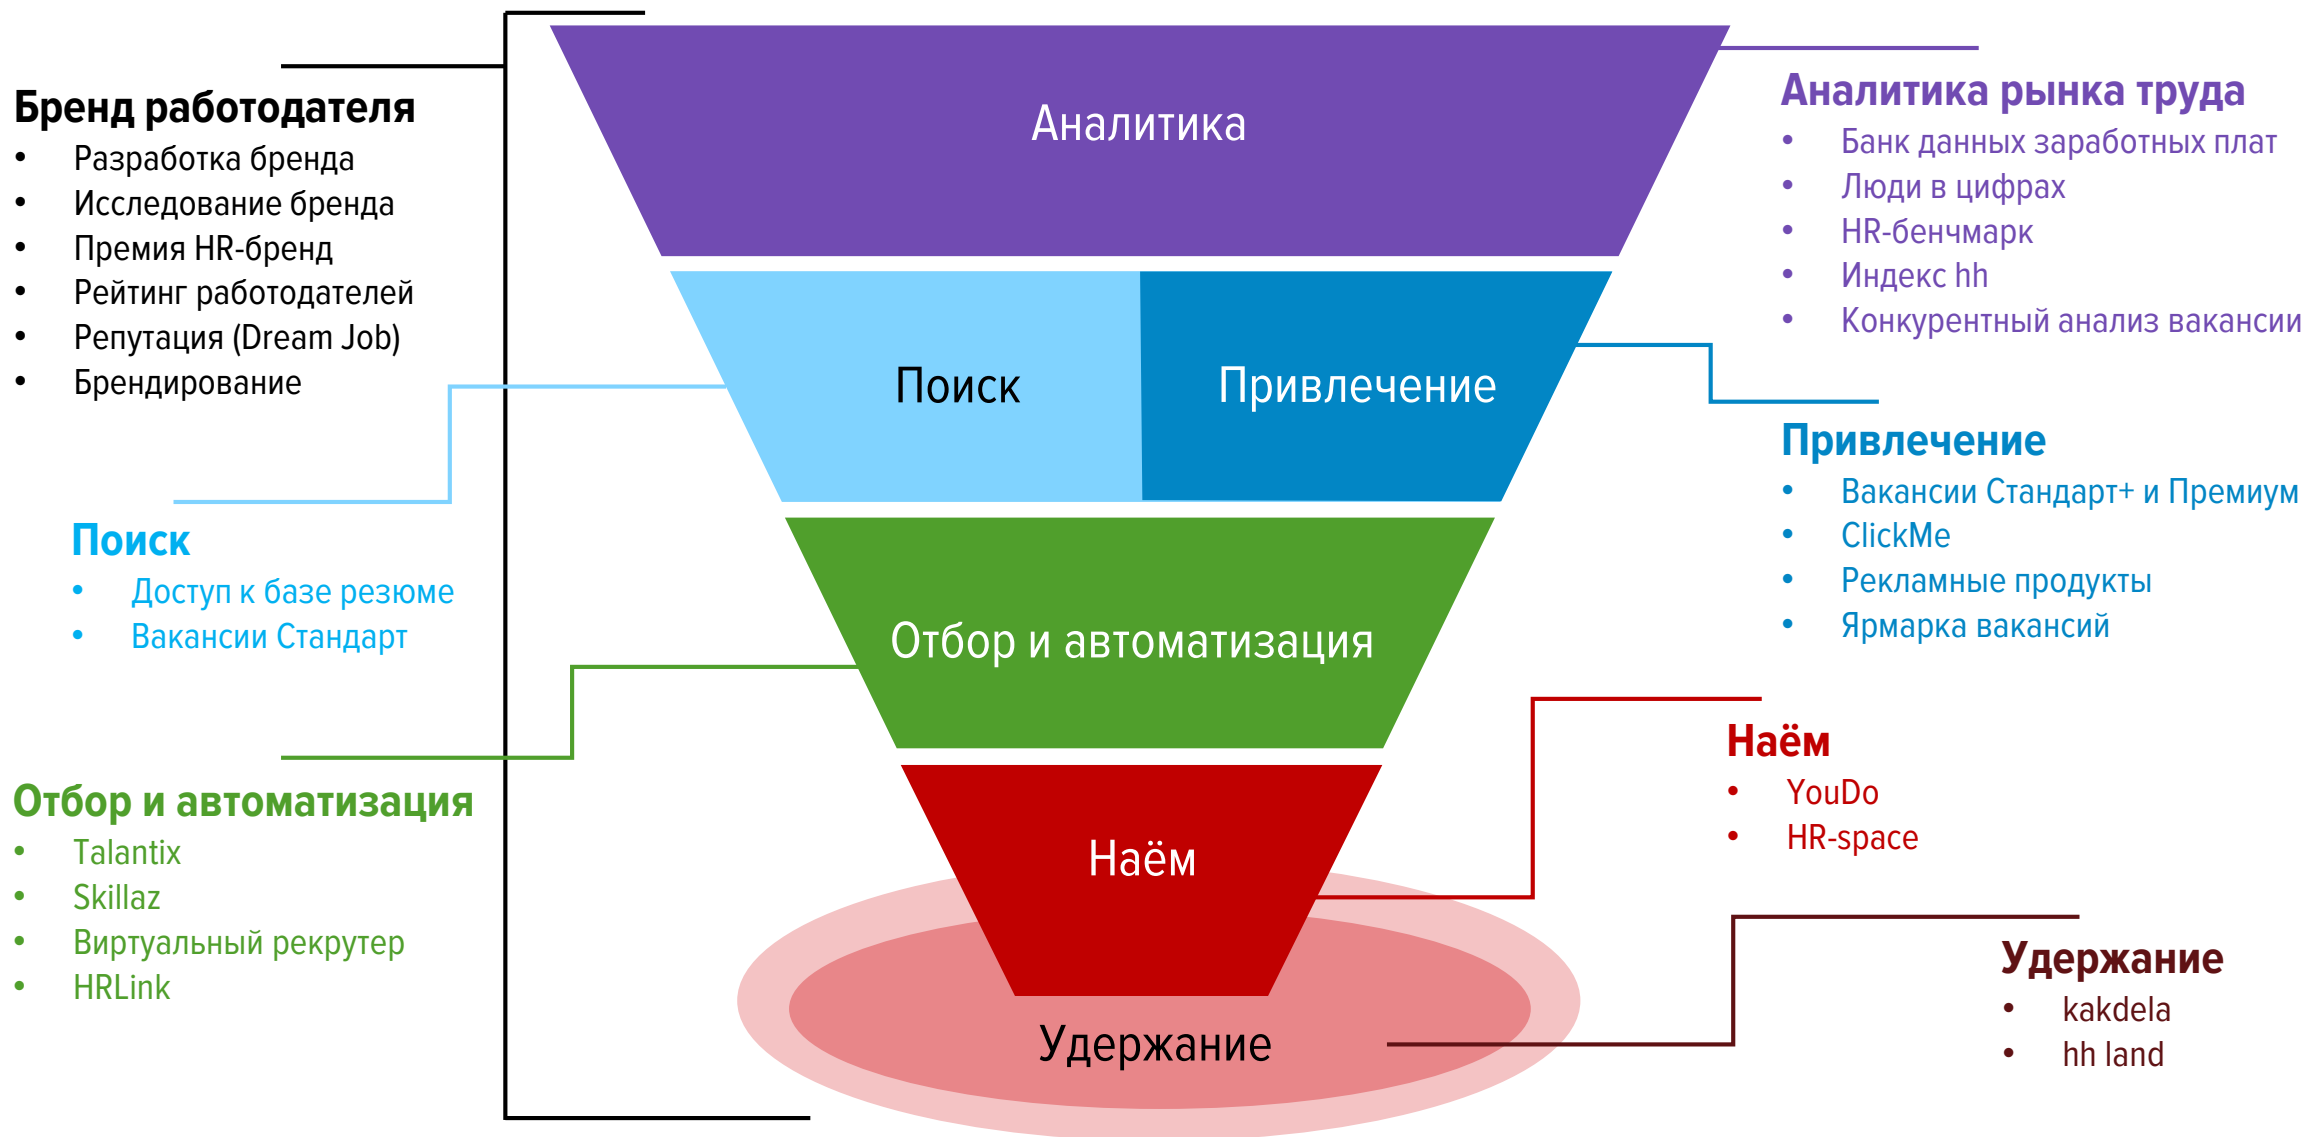 Бренд работодателя
• Разработка бренда
• Исследование бренда
• Премия HR-бренд
• Рейтинг работодателей
• Репутация (Dream Job)
• Брендирование
Поиск
• Доступ к базе резюме
• Вакансии Стандарт
Отбор и автоматизация
• Talantix
• Skillaz
• Виртуальный рекрутер
• HRLink
Аналитика
Поиск
Привлечение
Отбор и автоматизация
Наём
Удержание
Аналитика рынка труда
• Банк данных заработных плат
• Люди в цифрах
• HR-бенчмарк
• Индекс hh
• Конкурентный анализ вакансии
Привлечение
• Вакансии Стандарт+ и Премиум
• ClickMe
• Рекламные продукты
• Ярмарка вакансий
Наём
• YouDo
• HR-space
Удержание
• kakdela
• hh land